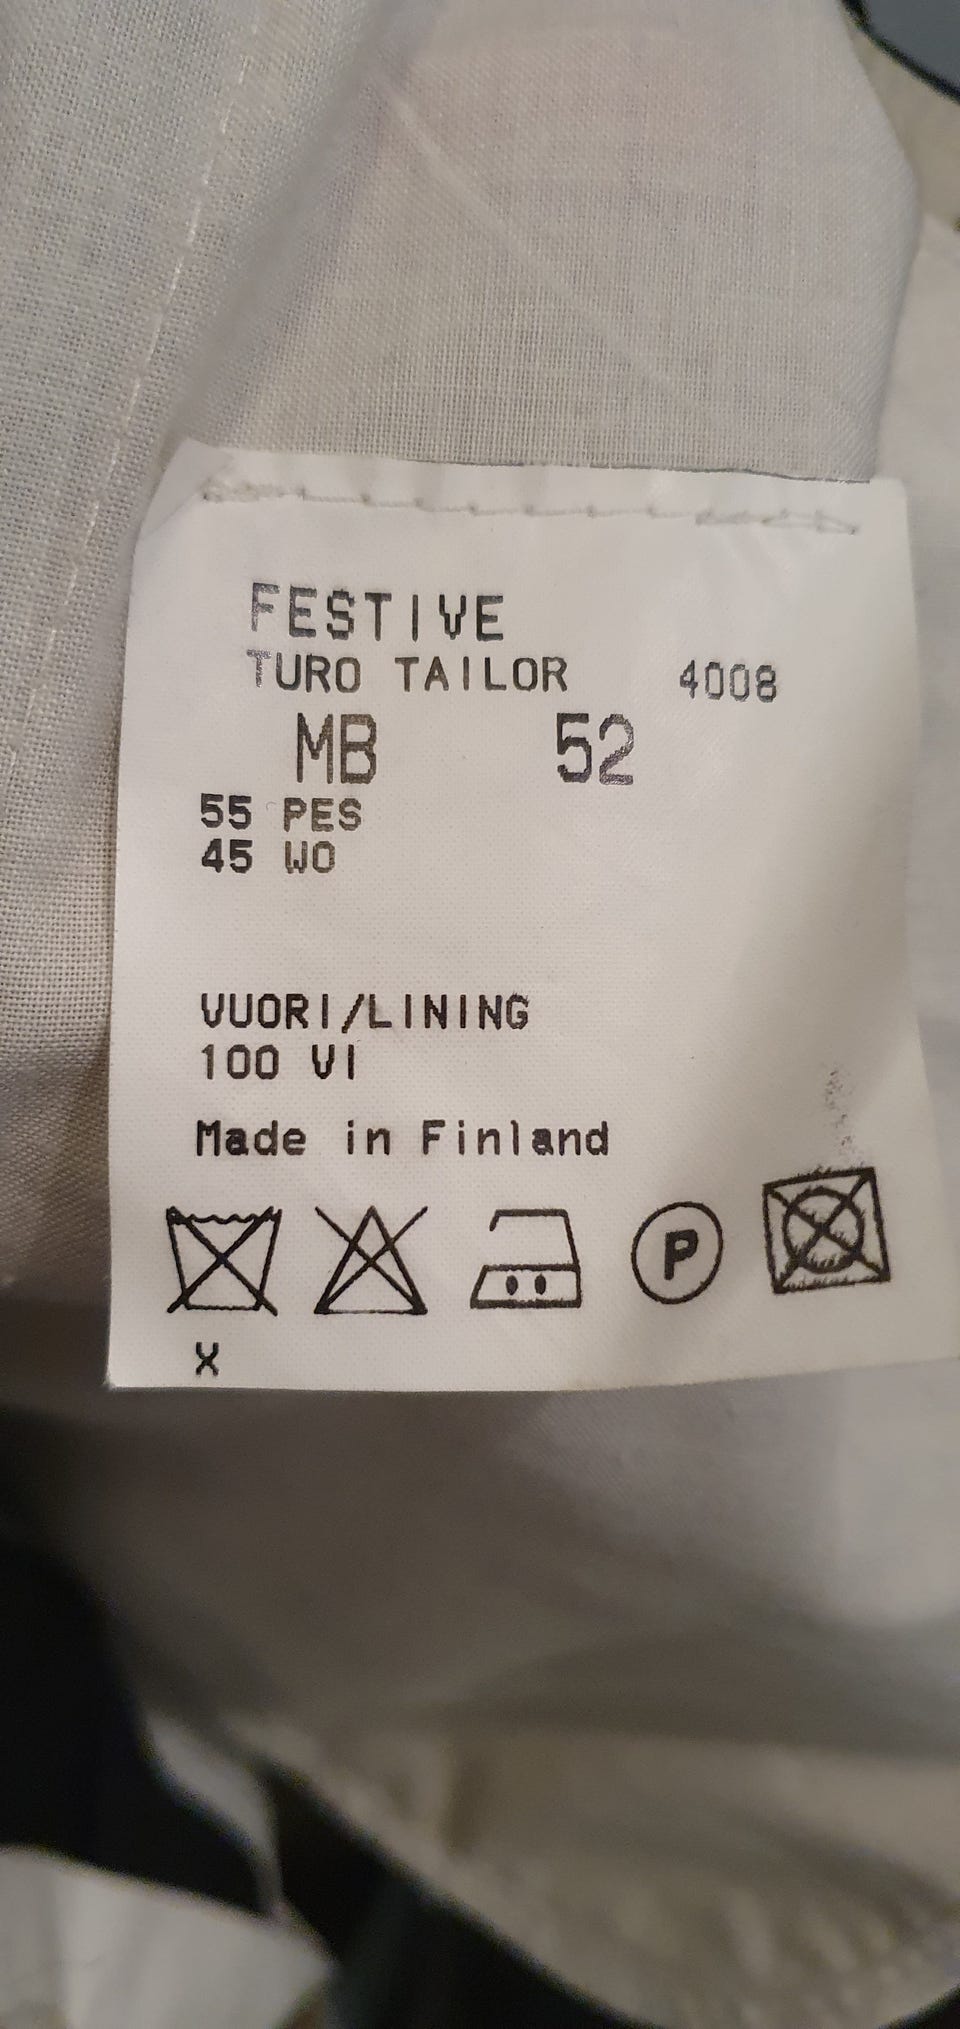 FESTIVE
TURO TAILOR 4008
MB 52
55 PES
45 WO
VUORI/LINING
100 VI
Made in Finland
P
X